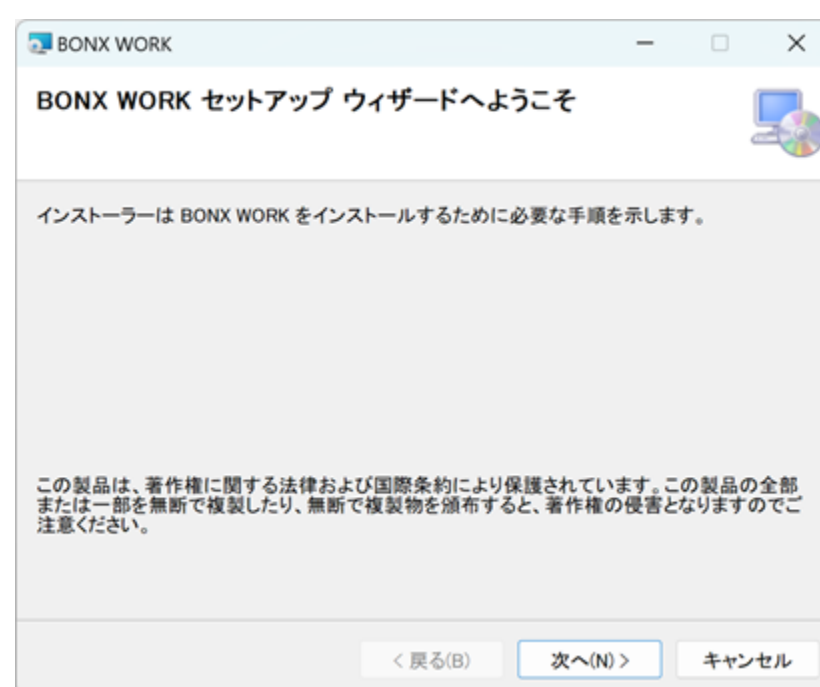 BONX WORK
BONX WORK セットアップ ウィザードへようこそ
インストーラーは BONX WORK をインストールするために必要な手順を示します。
この製品は、著作権に関する法律および国際条約により保護されています。この製品の全部
または一部を無断で複製したり、無断で複製物を頒布すると、著作権の侵害となりますのでご
注意ください。
< 戻る(B) 次へ(N) > キャンセル